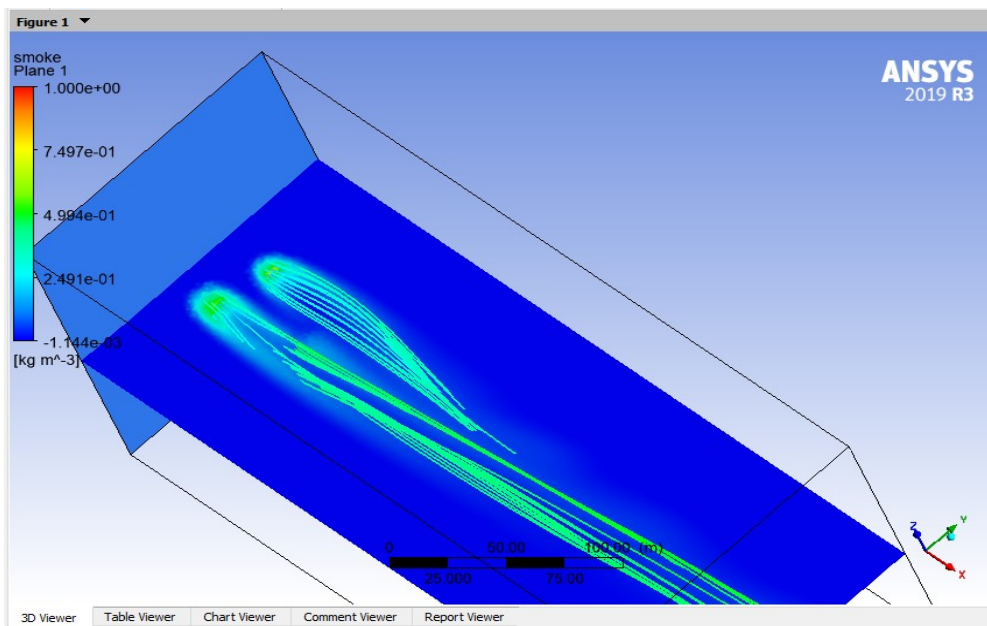 Figure 1
smoke
Plane 1
1.000e+00
7.497e-01
4.994e-01
2.491e-01
-1.144e-03
[kg m^-3]
ANSYS
2019 R3
0 50.00 100.00 (m)
25.000 75.00
Z Y
X
3D Viewer Table Viewer Chart Viewer Comment Viewer Report Viewer